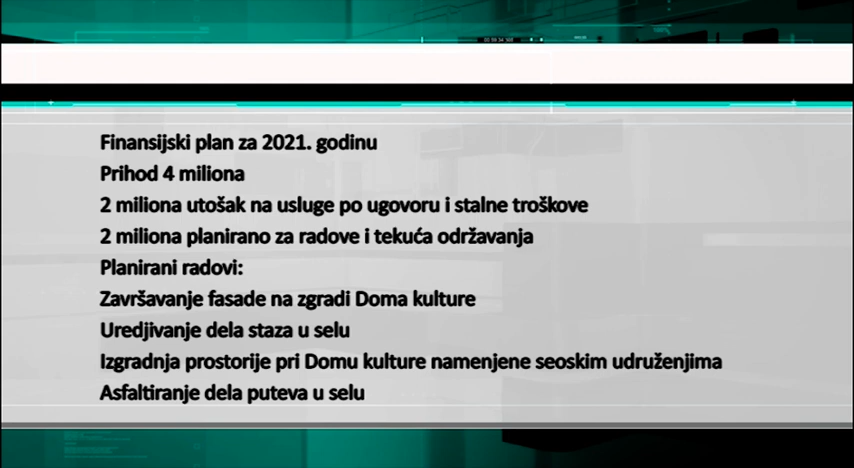 Finansijski plan za 2021. godinu
Prihod 4 miliona
2 miliona utošak na usluge po ugovoru i stalne troškove
2 miliona planirano za radove i tekuća održavanja
Planirani radovi:
Završavanje fasade na zgradi Doma kulture
Uredjivanje dela staza u selu
Izgradnja prostorije pri Domu kulture namenjene seoskim udruženjima
Asfaltiranje dela puteva u selu